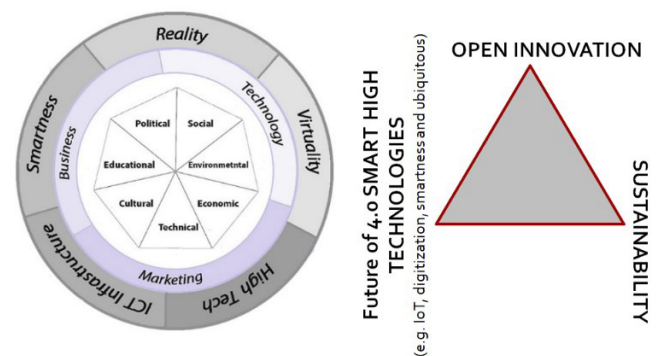 Reality
Smartness
Virtuality
ICT Infrastructure
High Tech
Business
Technology
Marketing
Political
Social
Educational
Environmetntal
Cultural
Economic
Technical
Future of 4.0 SMART HIGH
TECHNOLOGIES
(e.g. IoT, digitization, smartness and ubiquitous)
OPEN INNOVATION
SUSTAINABILITY